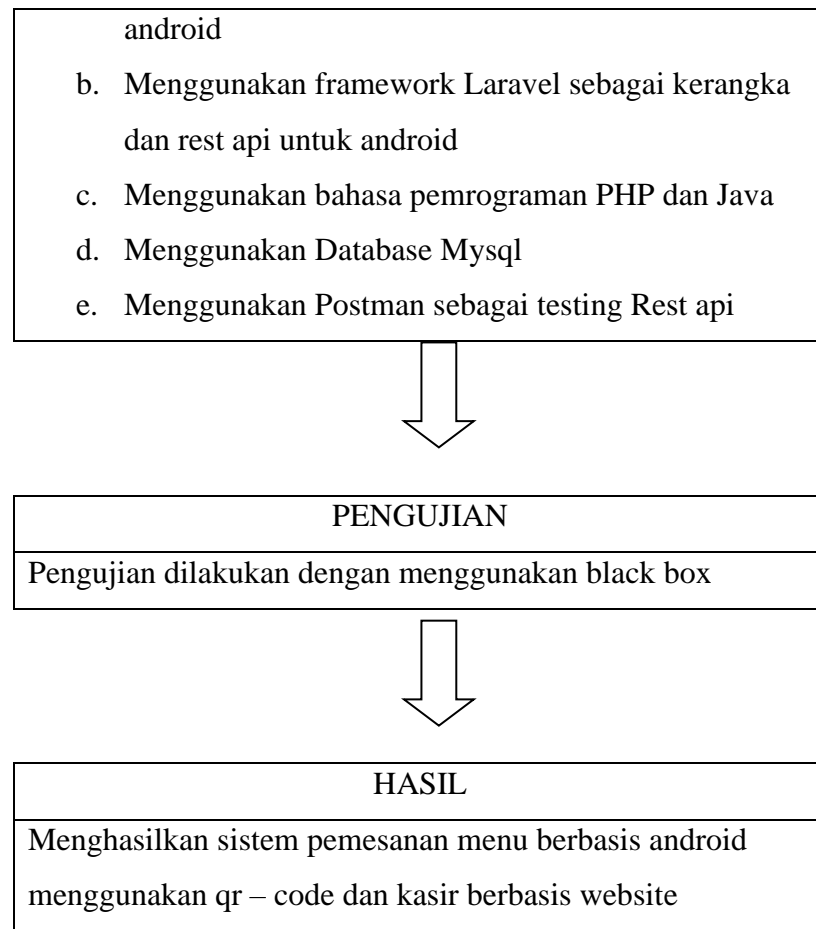 android
b. Menggunakan framework Laravel sebagai kerangka
dan rest api untuk android
c. Menggunakan bahasa pemrograman PHP dan Java
d. Menggunakan Database Mysql
e. Menggunakan Postman sebagai testing Rest api
PENGUJIAN
Pengujian dilakukan dengan menggunakan black box
HASIL
Menghasilkan sistem pemesanan menu berbasis android
menggunakan qr – code dan kasir berbasis website